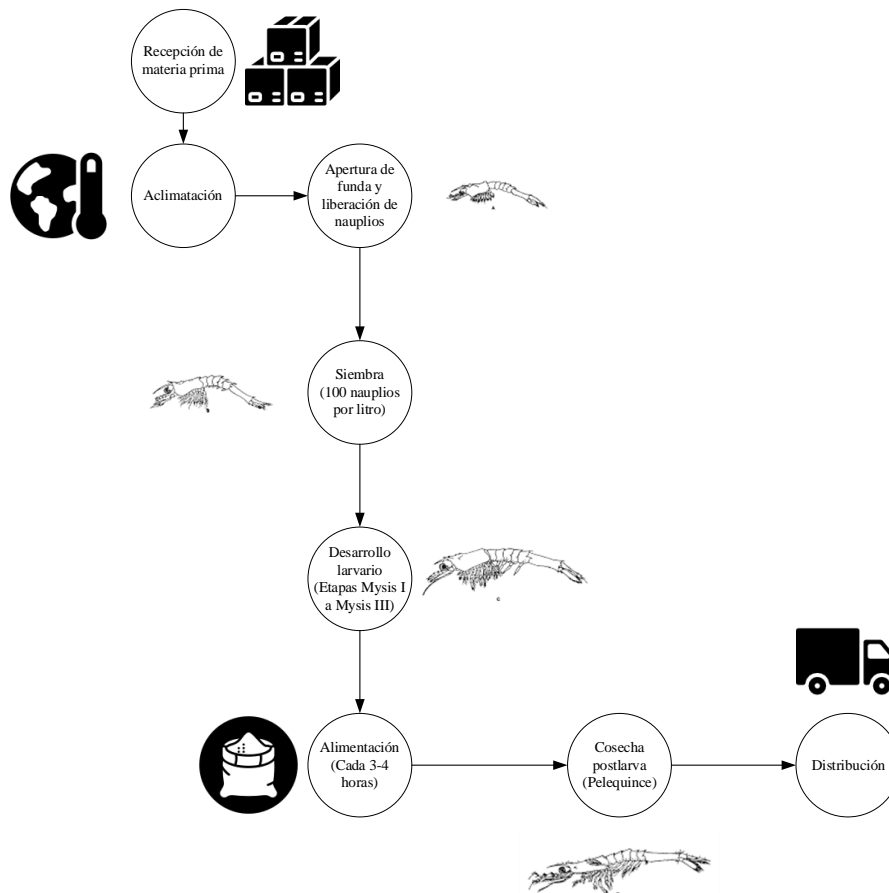 Recepción de
materia prima
Aclimatación
Apertura de
funda y
liberación de
nauplios
Siembra
(100 nauplios
por litro)
Desarrollo
larvario
(Etapas Mysis I
a Mysis III)
Alimentación
(Cada 3-4
horas)
Cosecha
postlarva
(Pelequince)
Distribución